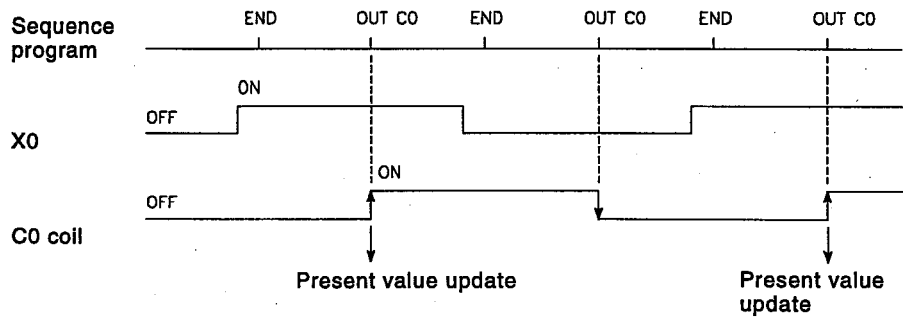 Sequence program
END OUT C0 END OUT C0 END OUT C0
ON
OFF
X0
ON
OFF
C0 coil
Present value update
Present value update